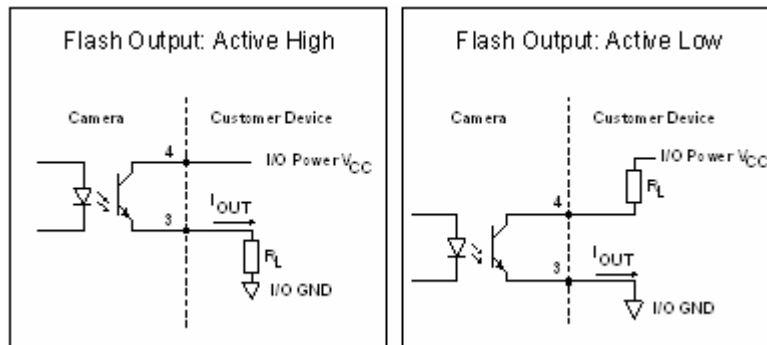 Flash Output: Active High
Camera
Customer Device
4
I/O Power VCC
3
IOUT
RL
I/O GND
Flash Output: Active Low
Camera
Customer Device
I/O Power VCC
RL
4
IOUT
3
I/O GND